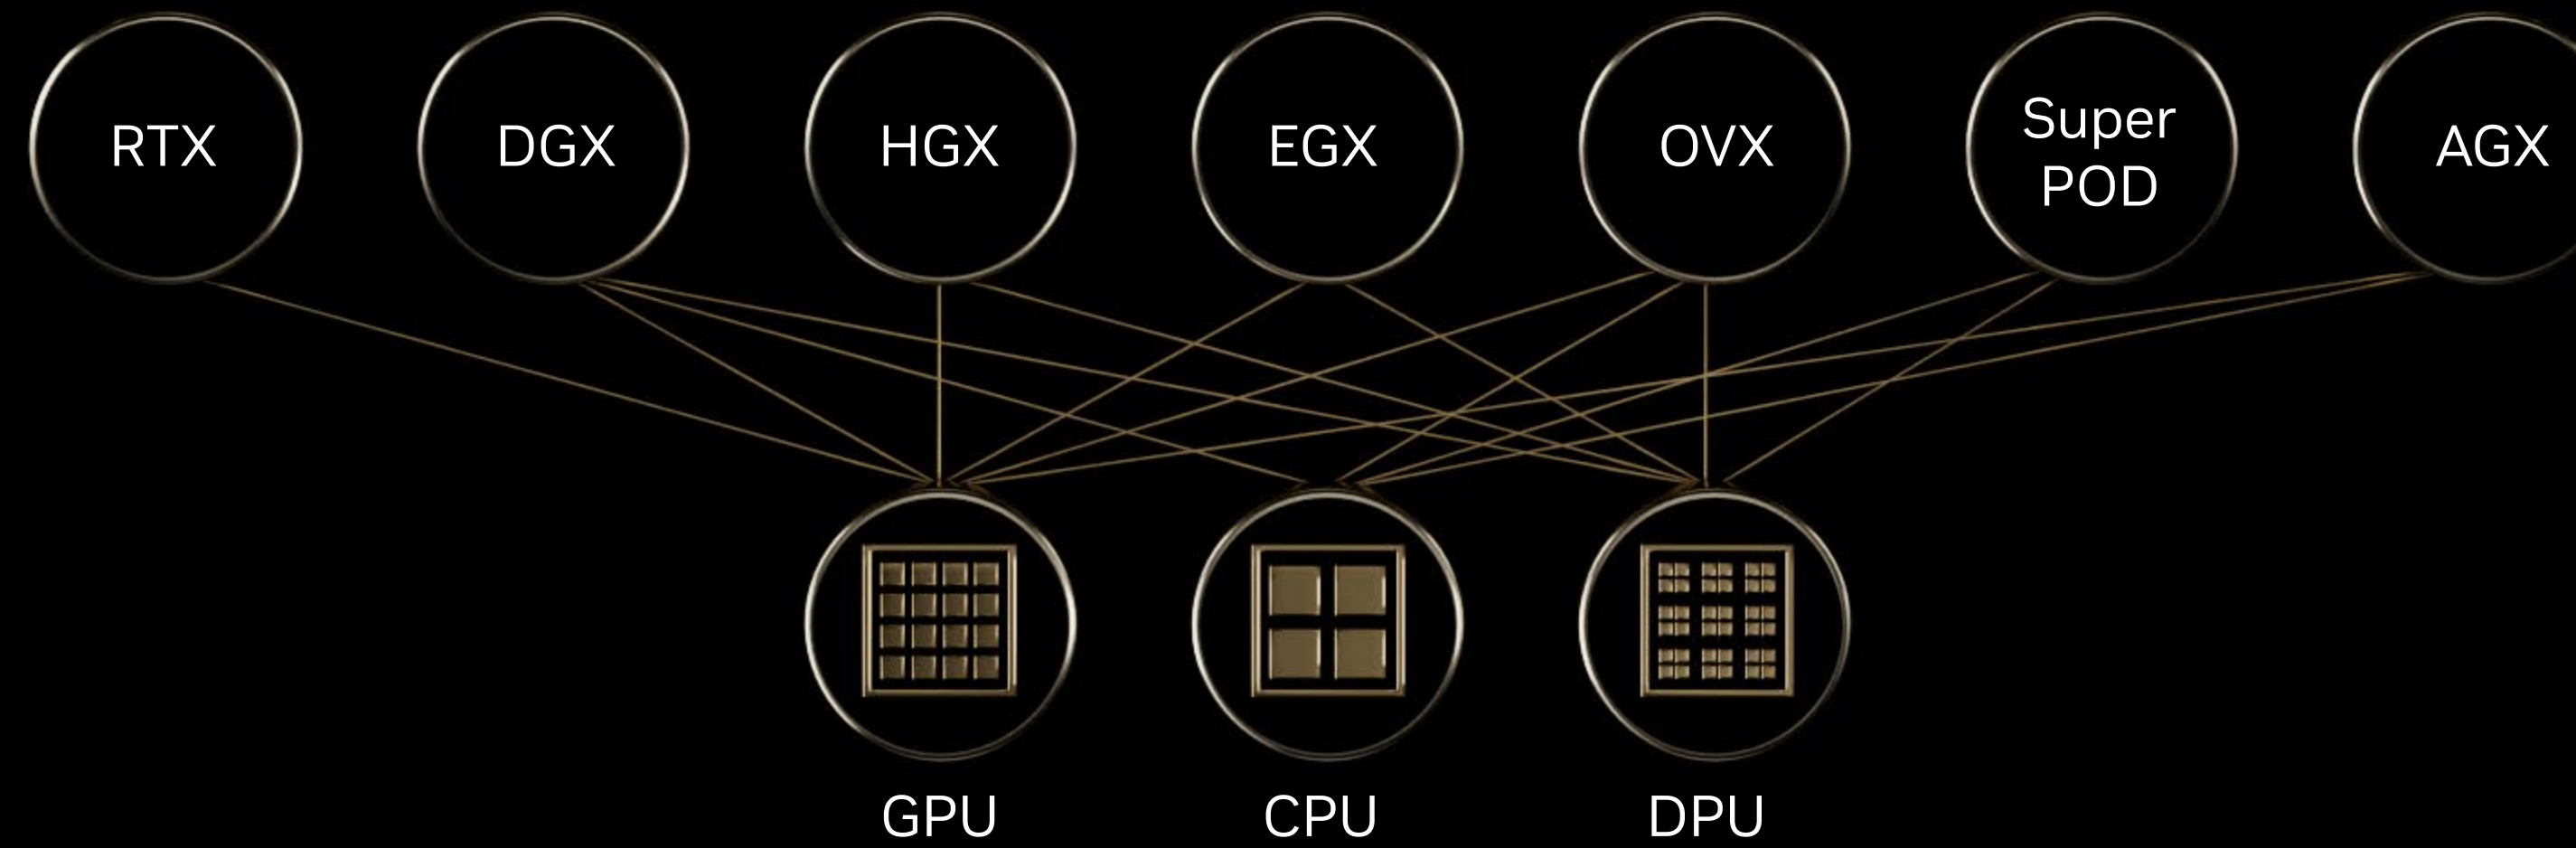 RTX
DGX
HGX
EGX
OVX
Super
POD
AGX
GPU
CPU
DPU